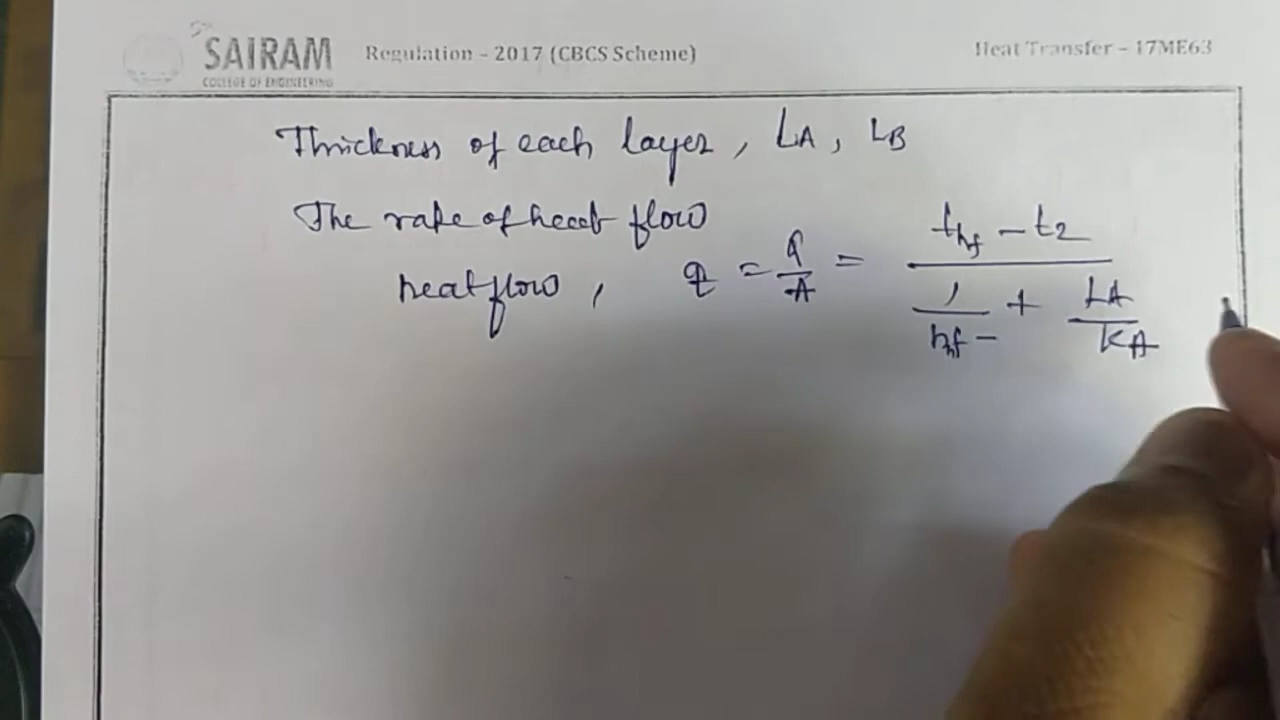 SAIRAM
COLLEGE OF ENGINEERING
Regulation - 2017 (CBCS Scheme)
Heat Transfer - 17ME63
Thickness of each layer, LA, LB
The rate of heat flow
heat flow, q = Q/A = (thf - t2) / (1/hhf - + LA/KA)